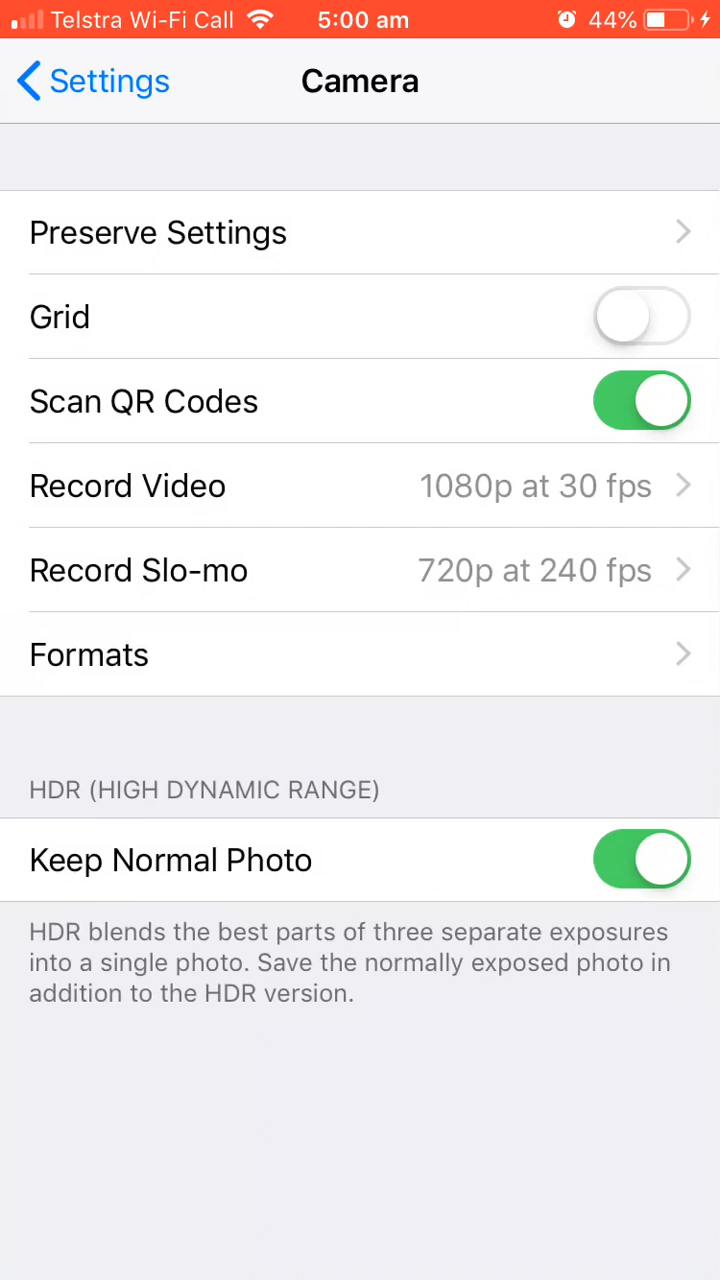 Telstra Wi-Fi Call 5:00 am 44%
Settings Camera
Preserve Settings
Grid
Scan QR Codes
Record Video 1080p at 30 fps
Record Slo-mo 720p at 240 fps
Formats
HDR (HIGH DYNAMIC RANGE)
Keep Normal Photo
HDR blends the best parts of three separate exposures
into a single photo. Save the normally exposed photo in
addition to the HDR version.